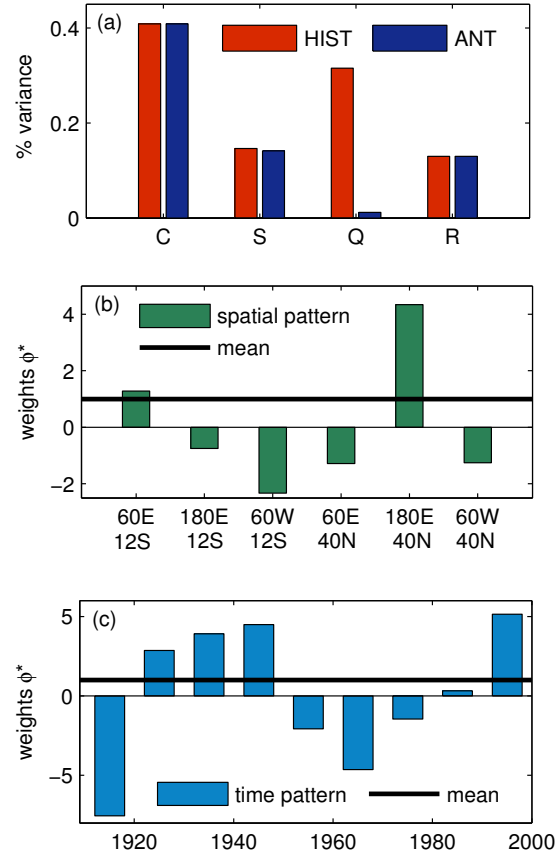 (a)
HIST
ANT
0.4
0.2
0
% variance
C S Q R
(b)
spatial pattern
mean
4
2
0
−2
weights ϕ*
60E 180E 60W 60E 180E 60W
12S 12S 12S 40N 40N 40N
(c)
5
0
−5
weights ϕ*
time pattern
mean
1920 1940 1960 1980 2000